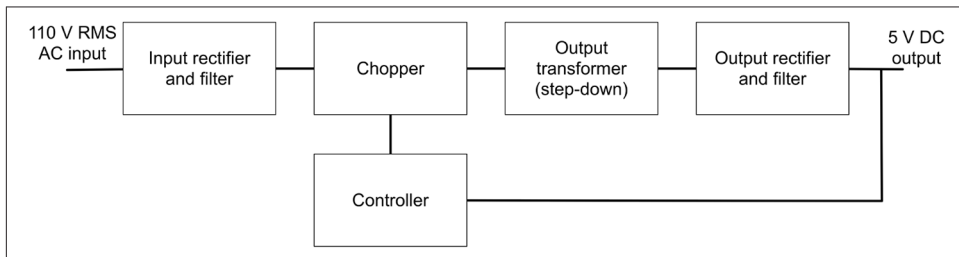 110 V RMS
AC input
Input rectifier
and filter
Chopper
Output
transformer
(step-down)
Output rectifier
and filter
5 V DC
output
Controller